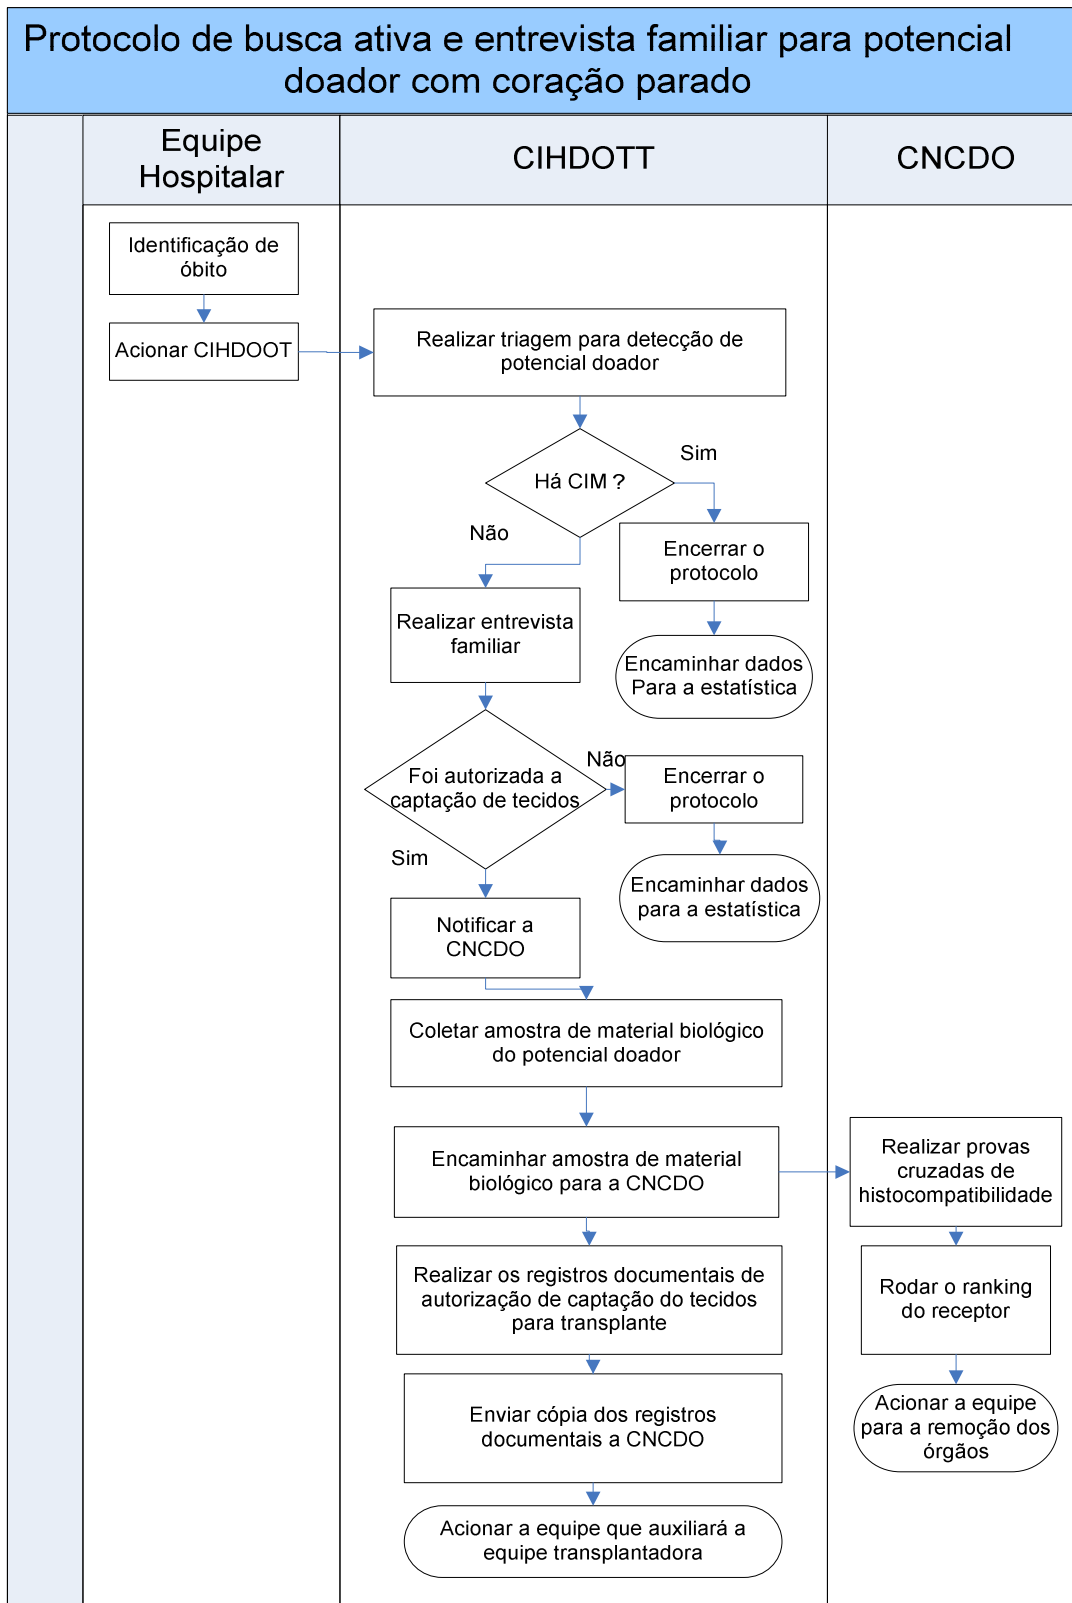 Protocolo de busca ativa e entrevista familiar para potencial
doador com coração parado
Equipe
Hospitalar
CIHDOTT
CNCDO
Identificação de
óbito
Acionar CIHDOOT
Realizar triagem para detecção de
potencial doador
Há CIM ?
Sim
Não
Encerrar o
protocolo
Realizar entrevista
familiar
Encaminhar dados
Para a estatística
Foi autorizada a
captação de tecidos
Não
Encerrar o
protocolo
Sim
Encaminhar dados
para a estatística
Notificar a
CNCDO
Coletar amostra de material biológico
do potencial doador
Encaminhar amostra de material
biológico para a CNCDO
Realizar provas
cruzadas de
histocompatibilidade
Realizar os registros documentais de
autorização de captação do tecidos
para transplante
Rodar o ranking
do receptor
Enviar cópia dos registros
documentais a CNCDO
Acionar a equipe
para a remoção dos
órgãos
Acionar a equipe que auxiliará a
equipe transplantadora